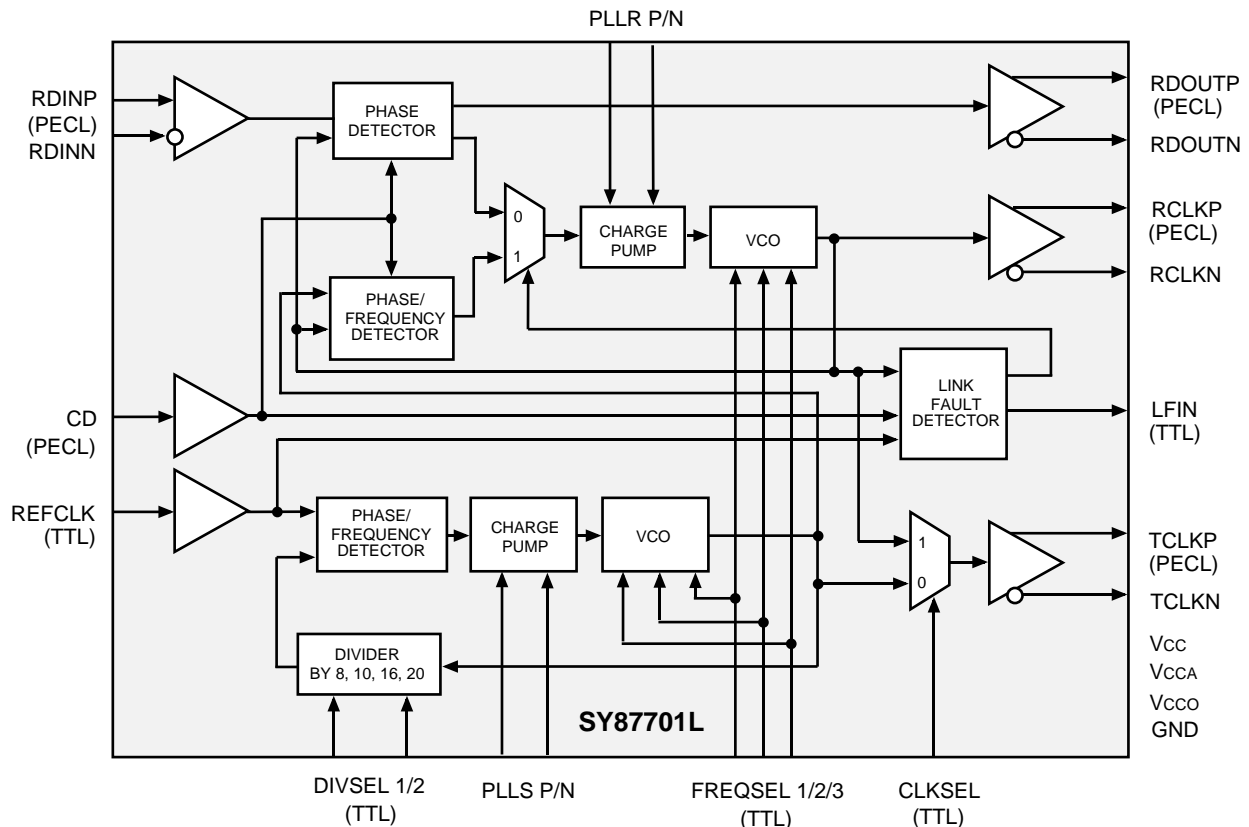 PLLR P/N
RDINP
(PECL)
RDINN
PHASE
DETECTOR
RDOUTP
(PECL)
RDOUTN
0
1
CHARGE
PUMP
VCO
RCLKP
(PECL)
RCLKN
PHASE/
FREQUENCY
DETECTOR
CD
(PECL)
LINK
FAULT
DETECTOR
LFIN
(TTL)
REFCLK
(TTL)
PHASE/
FREQUENCY
DETECTOR
CHARGE
PUMP
VCO
1
0
TCLKP
(PECL)
TCLKN
DIVIDER
BY 8, 10, 16, 20
SY87701L
VCC
VCCA
VCCO
GND
DIVSEL 1/2
(TTL)
PLLS P/N
FREQSEL 1/2/3
(TTL)
CLKSEL
(TTL)